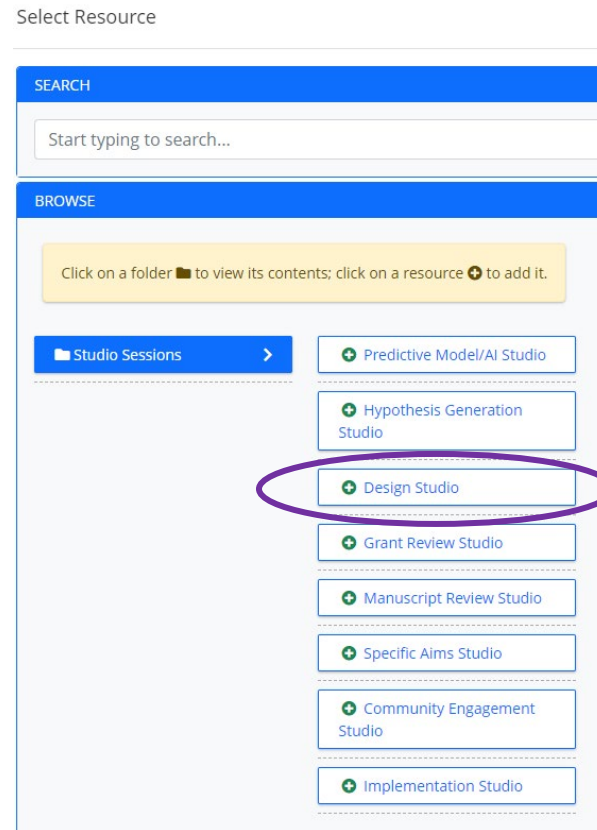 Select Resource
SEARCH
Start typing to search...
BROWSE
Click on a folder to view its contents; click on a resource to add it.
Studio Sessions
Predictive Model/AI Studio
Hypothesis Generation
Studio
Design Studio
Grant Review Studio
Manuscript Review Studio
Specific Aims Studio
Community Engagement
Studio
Implementation Studio